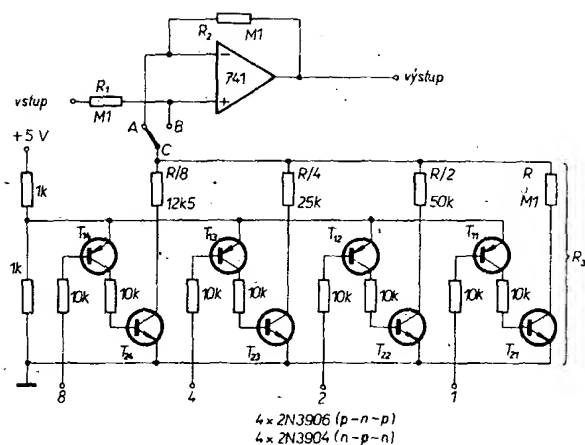 R2
M1
−
741
+
výstup
vstup
R1
M1
A
B
C
+5 V
1k
R/8
12k5
R/4
25k
R/2
50k
R
M1
R3
T14
T13
T12
T11
1k
10k
10k
10k
10k
10k
10k
10k
10k
T24
T23
T22
T21
8
4
2
1
4 x 2N3906 (p-n-p)
4 x 2N3904 (n-p-n)